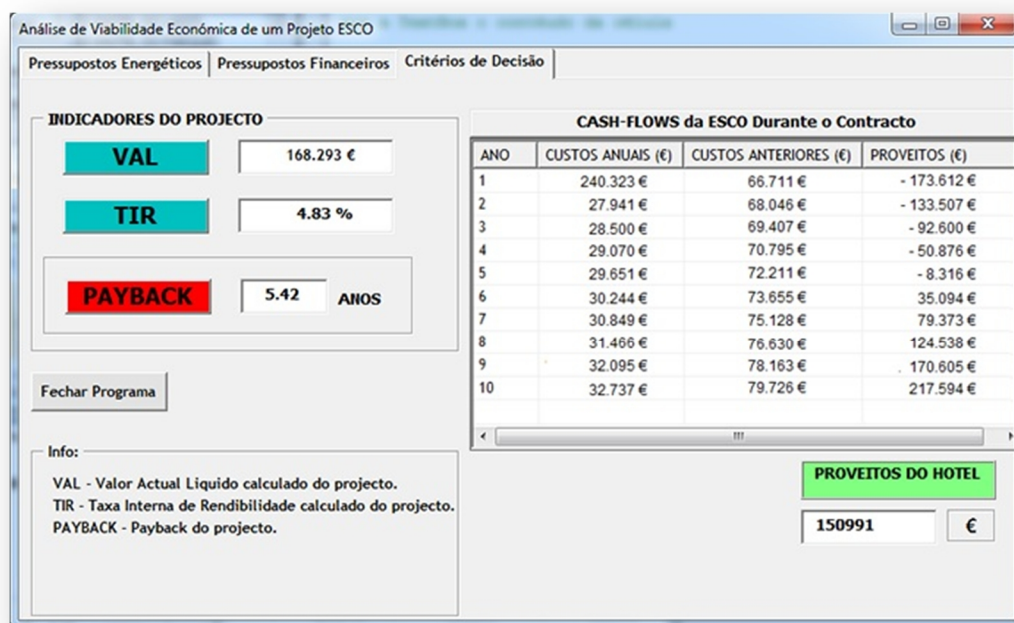 Análise de Viabilidade Económica de um Projeto ESCO
Pressupostos Energéticos Pressupostos Financeiros Critérios de Decisão
INDICADORES DO PROJECTO
VAL 168.293 €
TIR 4.83 %
PAYBACK 5.42 ANOS
Fechar Programa
Info:
VAL - Valor Actual Liquido calculado do projecto.
TIR - Taxa Interna de Rendibilidade calculado do projecto.
PAYBACK - Payback do projecto.
CASH-FLOWS da ESCO Durante o Contracto
ANO CUSTOS ANUAIS (€) CUSTOS ANTERIORES (€) PROVEITOS (€)
1 240.323 € 66.711 € - 173.612 €
2 27.941 € 68.046 € - 133.507 €
3 28.500 € 69.407 € - 92.600 €
4 29.070 € 70.795 € - 50.876 €
5 29.651 € 72.211 € - 8.316 €
6 30.244 € 73.655 € 35.094 €
7 30.849 € 75.128 € 79.373 €
8 31.466 € 76.630 € 124.538 €
9 32.095 € 78.163 € 170.605 €
10 32.737 € 79.726 € 217.594 €
PROVEITOS DO HOTEL
150991 €